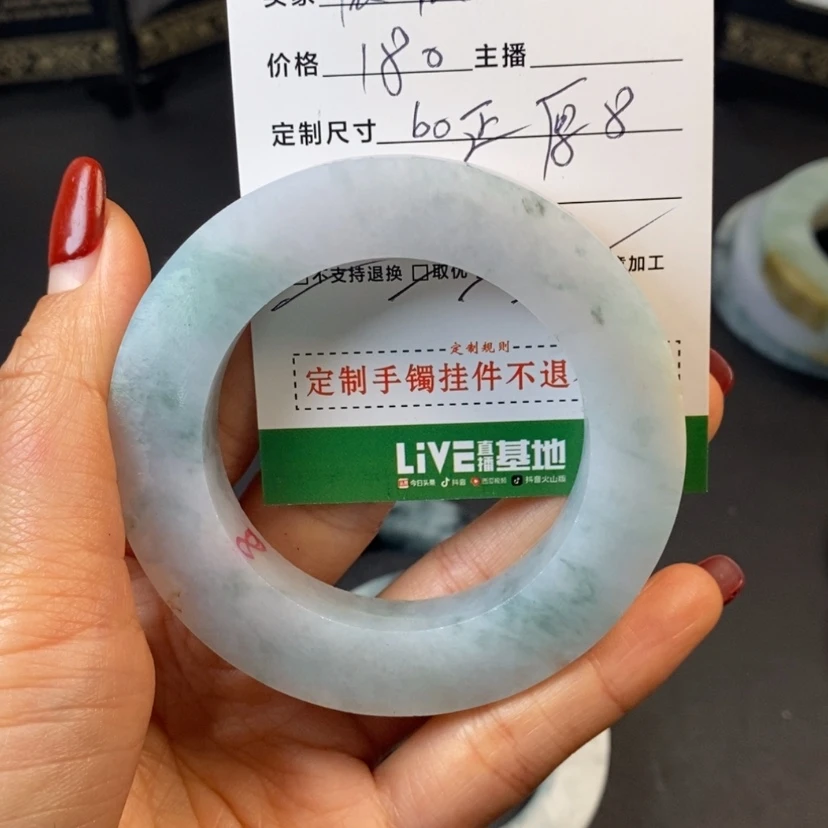 价格 180 主播
定制尺寸 60正 厚8
不支持退换 □取优 加工
定制规则
定制手镯挂件不退
LiVE直播基地
今日头条 抖音 西瓜视频 抖音火山版